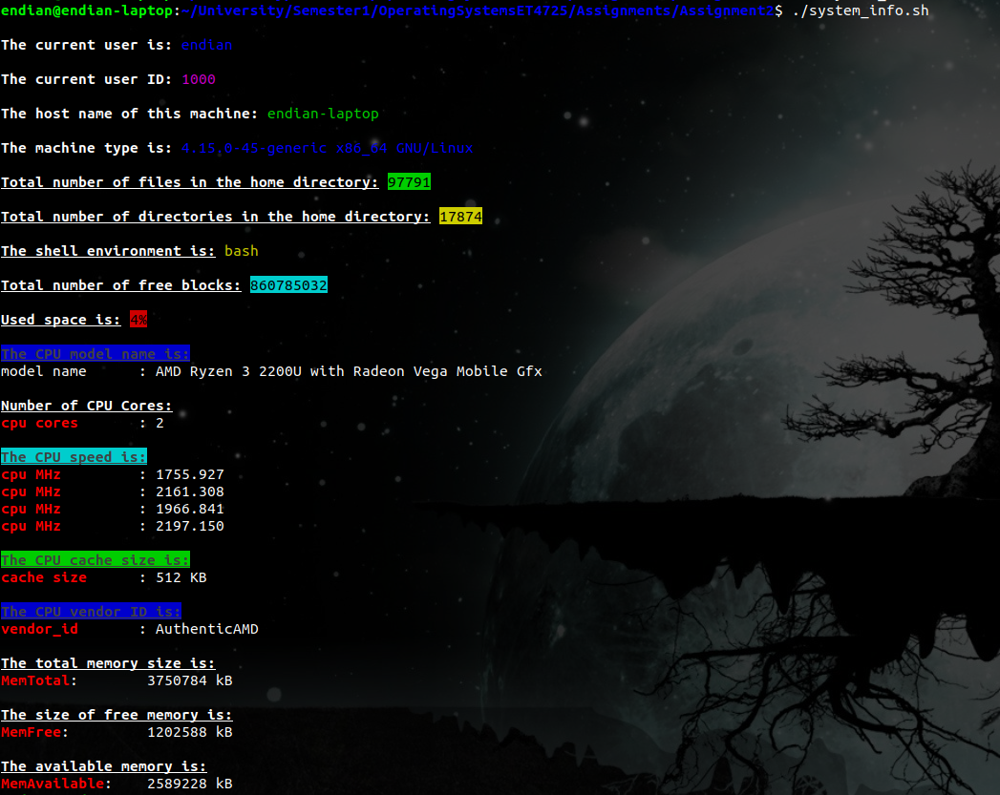 endian@endian-laptop:~/University/Semester1/OperatingSystemsET4725/Assignments/Assignment2$ ./system_info.sh
The current user is: endian
The current user ID: 1000
The host name of this machine: endian-laptop
The machine type is: 4.15.0-45-generic x86_64 GNU/Linux
Total number of files in the home directory: 97791
Total number of directories in the home directory: 17874
The shell environment is: bash
Total number of free blocks: 860785032
Used space is: 4%
The CPU model name is:
model name      : AMD Ryzen 3 2200U with Radeon Vega Mobile Gfx
Number of CPU Cores:
cpu cores       : 2
The CPU speed is:
cpu MHz         : 1755.927
cpu MHz         : 2161.308
cpu MHz         : 1966.841
cpu MHz         : 2197.150
The CPU cache size is:
cache size      : 512 KB
The CPU vendor ID is:
vendor_id       : AuthenticAMD
The total memory size is:
MemTotal:        3750784 kB
The size of free memory is:
MemFree:         1202588 kB
The available memory is:
MemAvailable:    2589228 kB